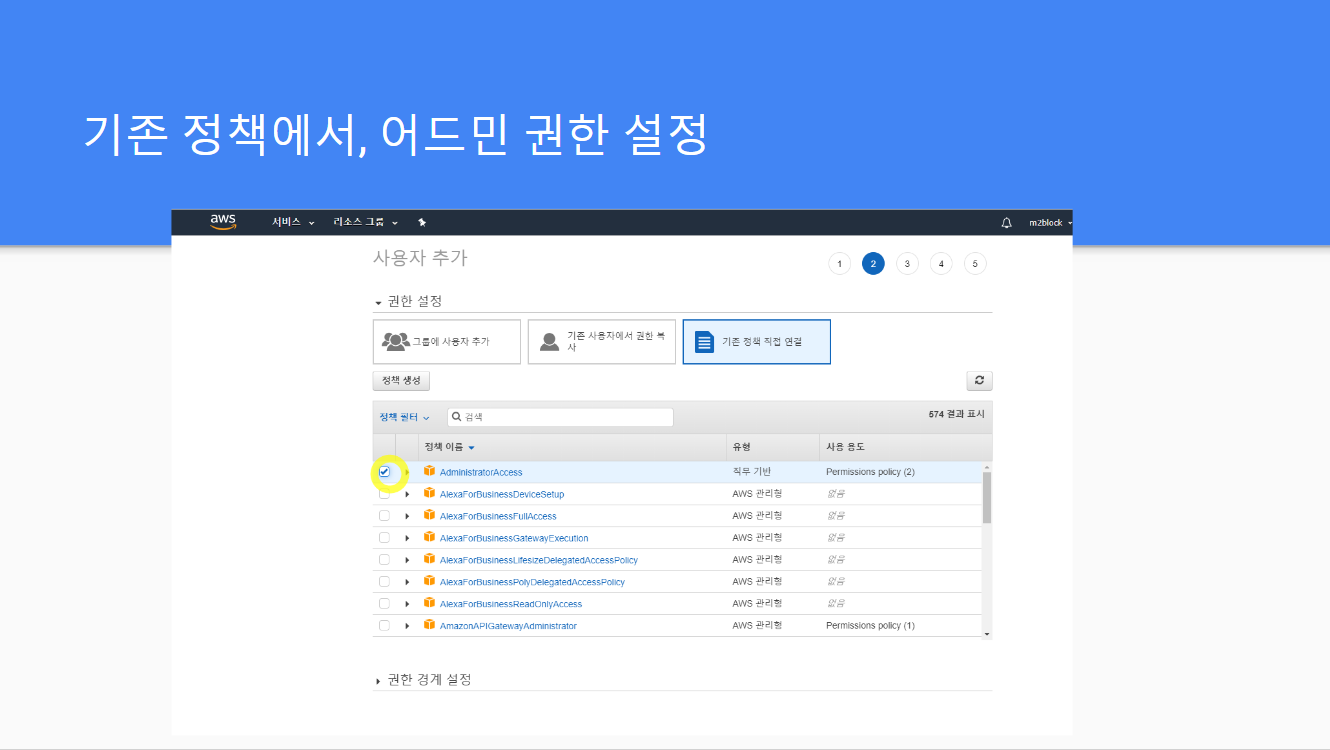 기존 정책에서, 어드민 권한 설정
aws 서비스 리소스 그룹 m2block
사용자 추가 1 2 3 4 5
권한 설정
그룹에 사용자 추가
기존 사용자에서 권한 복
사
기존 정책 직접 연결
정책 생성
정책 필터 검색 574 결과 표시
정책 이름 유형 사용 용도
AdministratorAccess 직무 기반 Permissions policy (2)
AlexaForBusinessDeviceSetup AWS 관리형 없음
AlexaForBusinessFullAccess AWS 관리형 없음
AlexaForBusinessGatewayExecution AWS 관리형 없음
AlexaForBusinessLifesizeDelegatedAccessPolicy AWS 관리형 없음
AlexaForBusinessPolyDelegatedAccessPolicy AWS 관리형 없음
AlexaForBusinessReadOnlyAccess AWS 관리형 없음
AmazonAPIGatewayAdministrator AWS 관리형 Permissions policy (1)
권한 경계 설정